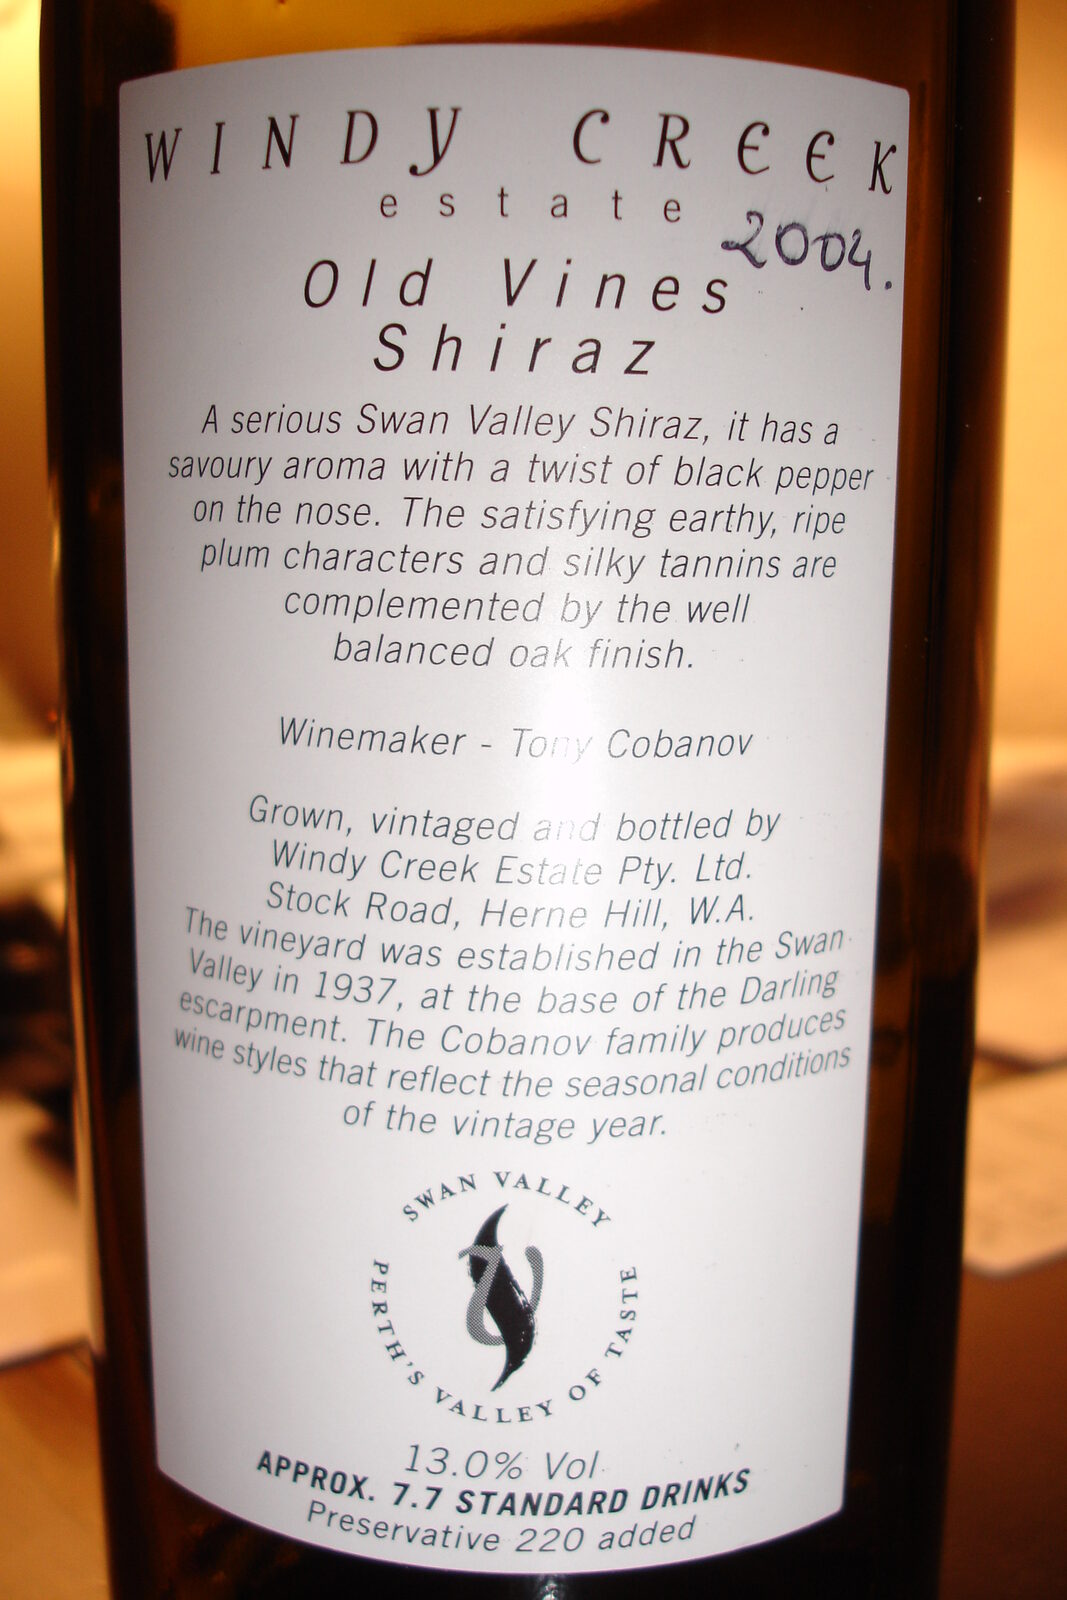 WINDY CREEK
estate
2004.
Old Vines
Shiraz
A serious Swan Valley Shiraz, it has a
savoury aroma with a twist of black pepper
on the nose. The satisfying earthy, ripe
plum characters and silky tannins are
complemented by the well
balanced oak finish.
Winemaker - Tony Cobanov
Grown, vintaged and bottled by
Windy Creek Estate Pty. Ltd.
Stock Road, Herne Hill, W.A.
The vineyard was established in the Swan
Valley in 1937, at the base of the Darling
escarpment. The Cobanov family produces
wine styles that reflect the seasonal conditions
of the vintage year.
SWAN VALLEY
V
PERTH'S VALLEY OF TASTE
13.0% Vol
APPROX. 7.7 STANDARD DRINKS
Preservative 220 added